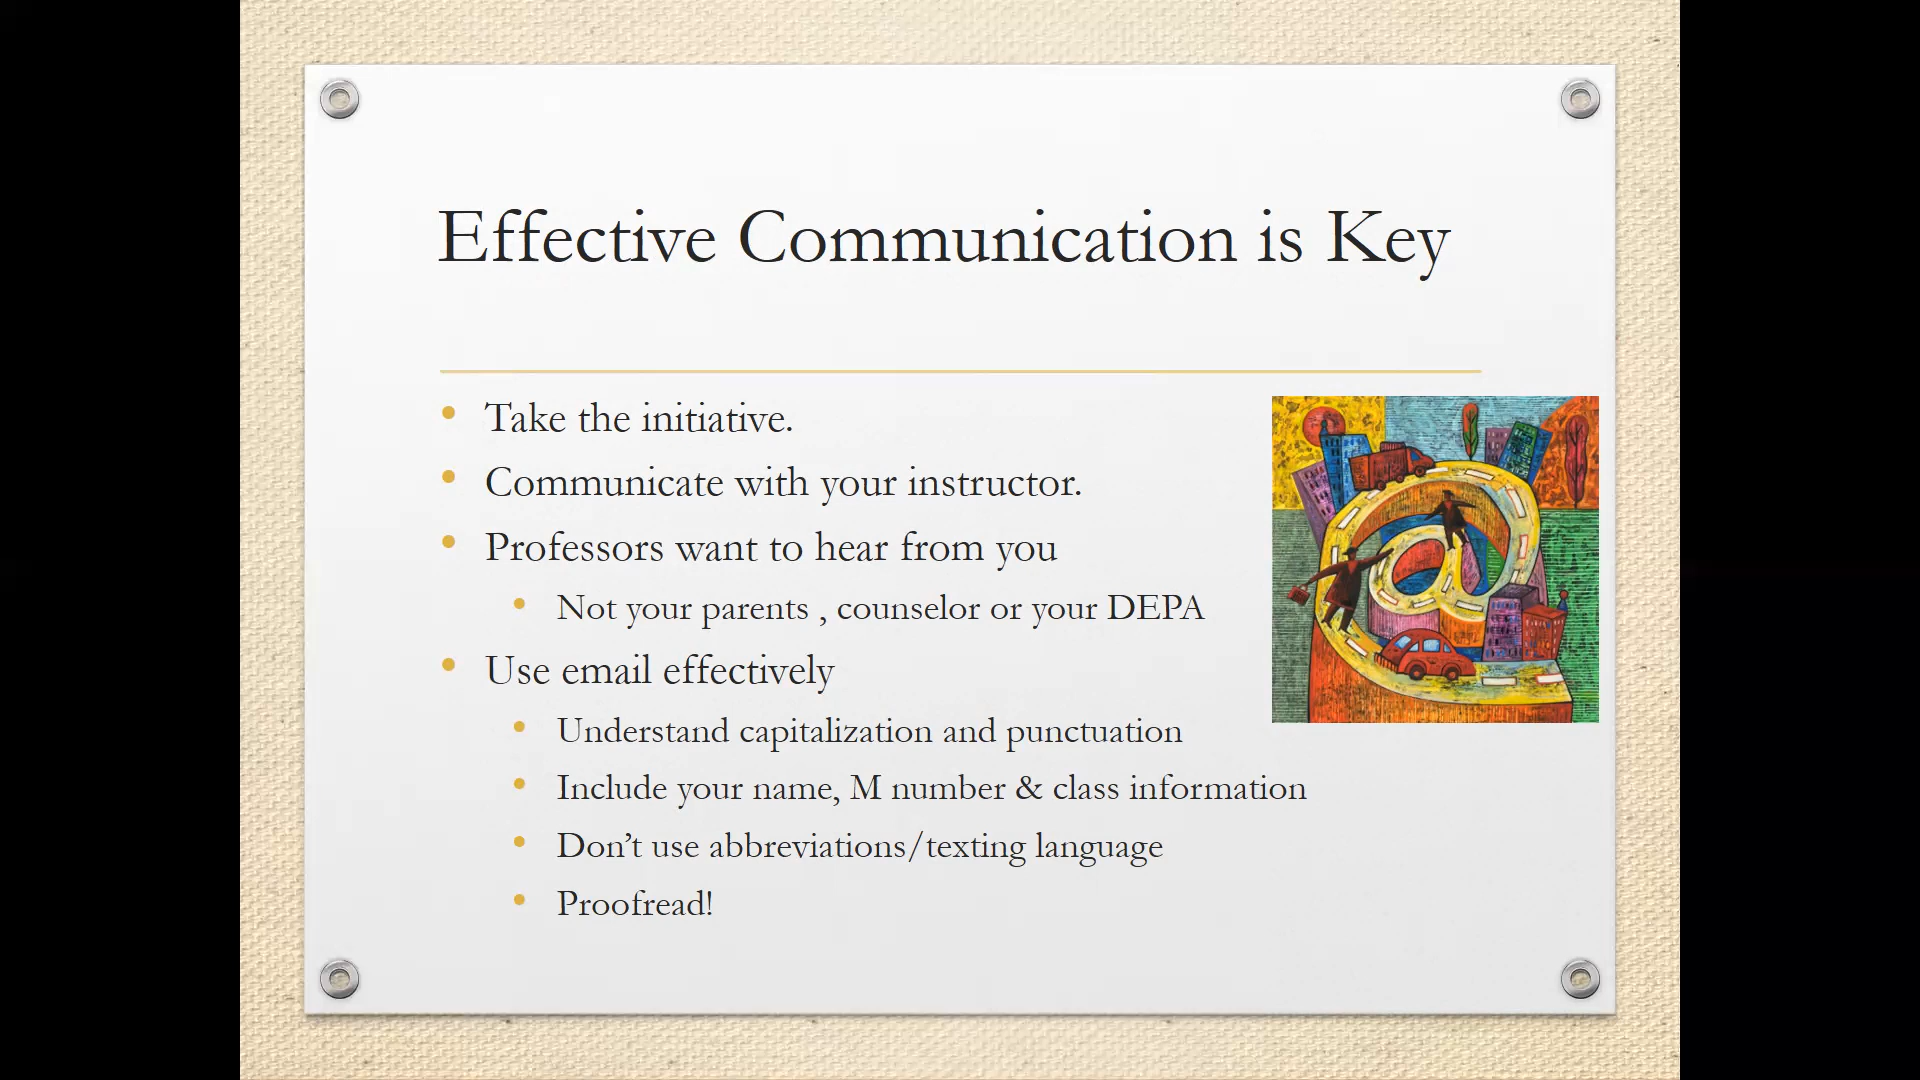 Effective Communication is Key
• Take the initiative.
• Communicate with your instructor.
• Professors want to hear from you
• Not your parents , counselor or your DEPA
• Use email effectively
• Understand capitalization and punctuation
• Include your name, M number & class information
• Don’t use abbreviations/texting language
• Proofread!